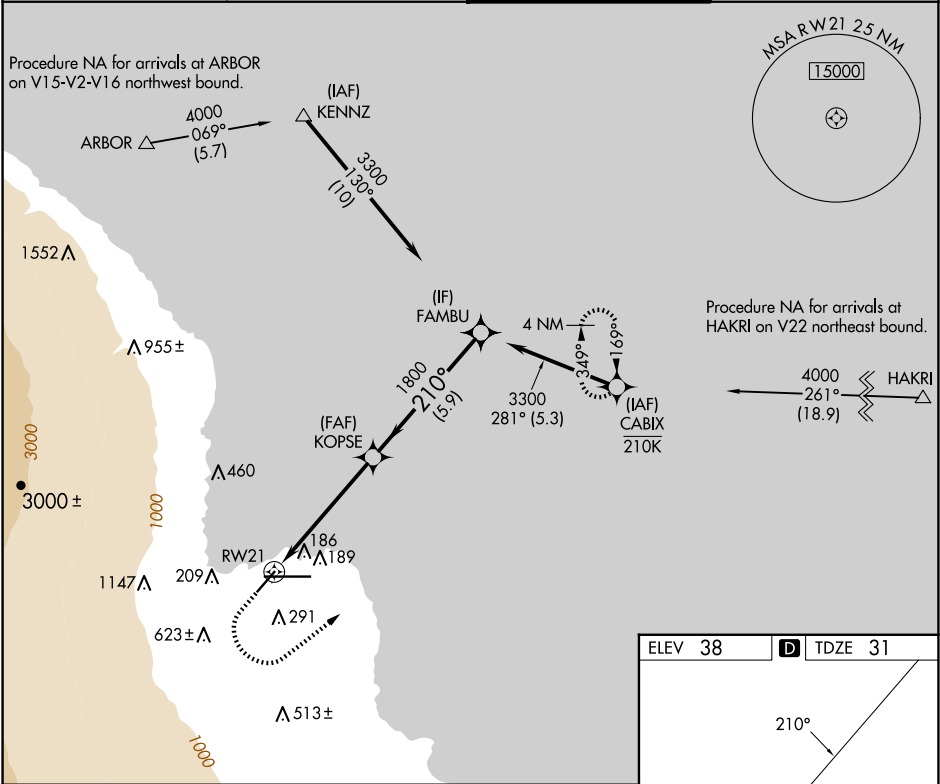 Procedure NA for arrivals at ARBOR
on V15-V2-V16 northwest bound.
MSA RW21 25 NM
15000
(IAF)
KENNZ
ARBOR
4000
069°
(5.7)
3300
130°
(10)
1552
(IF)
FAMBU
4 NM
349°
169°
Procedure NA for arrivals at
HAKRI on V22 northeast bound.
955±
1800
210°
(5.9)
3300
281° (5.3)
(IAF)
CABIX
210K
4000
261°
(18.9)
HAKRI
(FAF)
KOPSE
3000
460
3000±
1000
RW21
186
189
1147
209
291
623±
513±
1000
ELEV 38
D
TDZE 31
210°